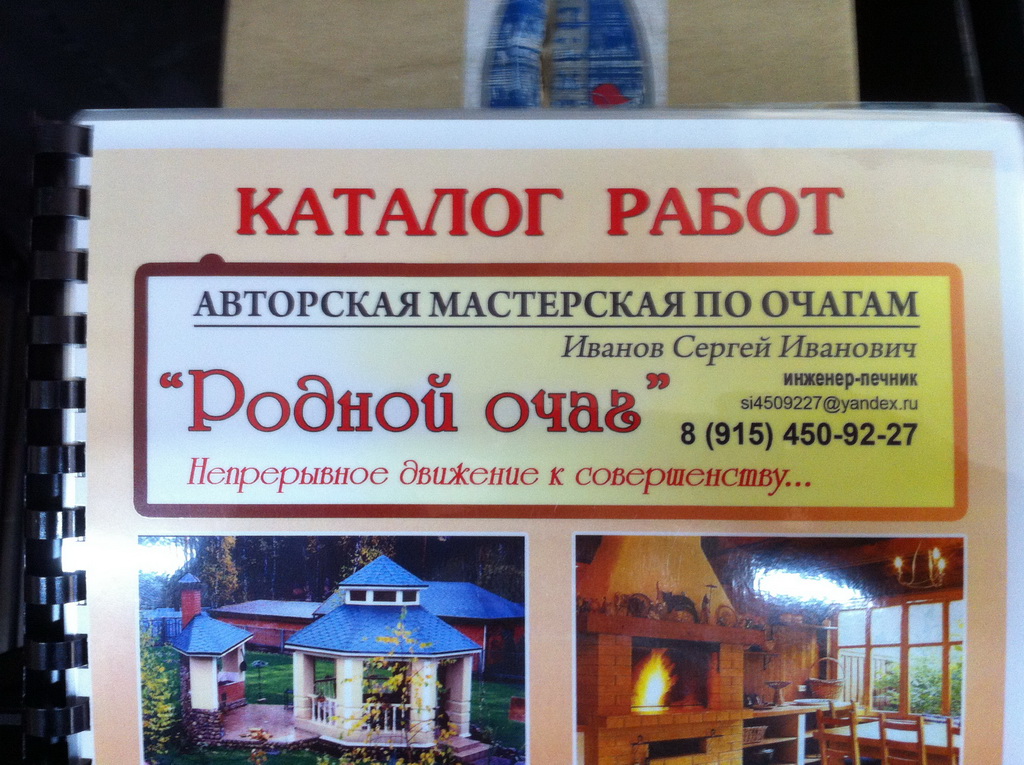 КАТАЛОГ РАБОТ
АВТОРСКАЯ МАСТЕРСКАЯ ПО ОЧАГАМ
Иванов Сергей Иванович
инженер-печник
si4509227@yandex.ru
8 (915) 450-92-27
“Родной очаг”
Непрерывное движение к совершенству...